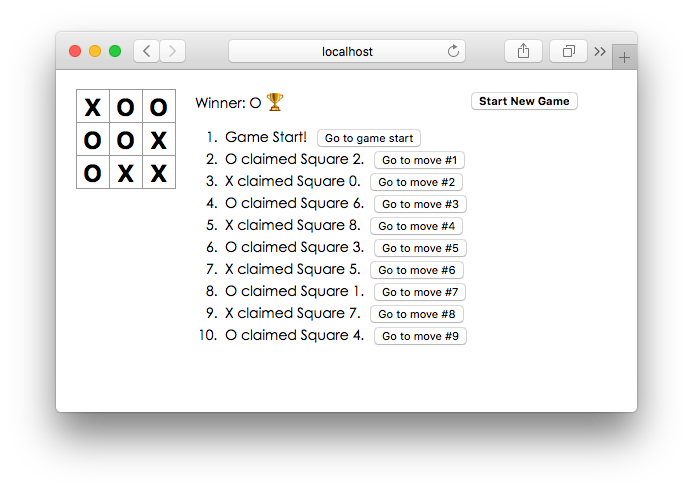 localhost
X O O
O O X
O X X
Winner: O 🏆
Start New Game
1. Game Start! Go to game start
2. O claimed Square 2. Go to move #1
3. X claimed Square 0. Go to move #2
4. O claimed Square 6. Go to move #3
5. X claimed Square 8. Go to move #4
6. O claimed Square 3. Go to move #5
7. X claimed Square 5. Go to move #6
8. O claimed Square 1. Go to move #7
9. X claimed Square 7. Go to move #8
10. O claimed Square 4. Go to move #9